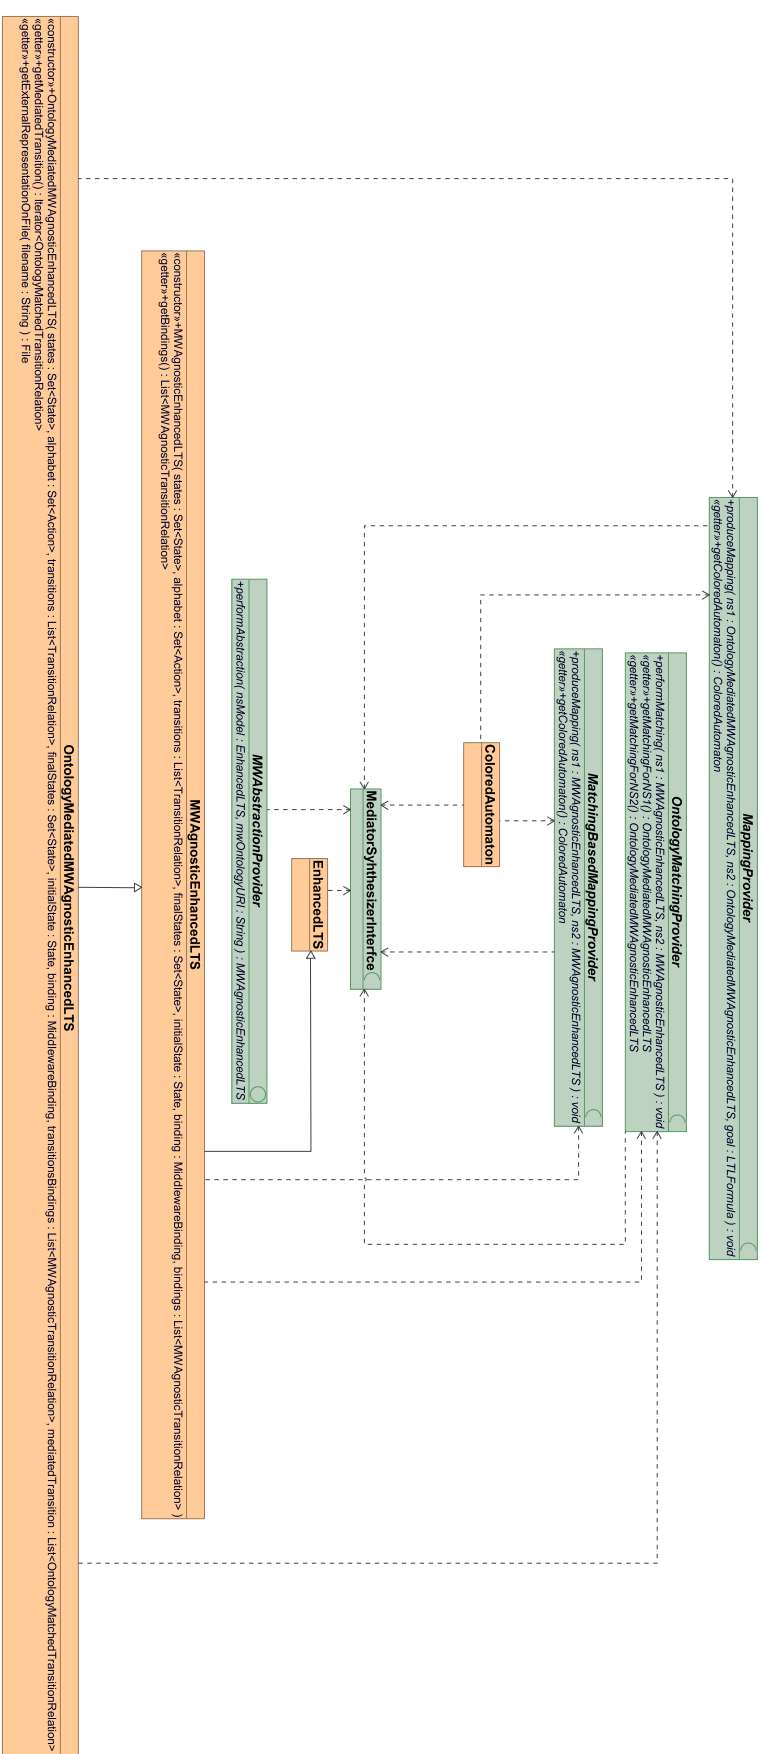 MappingProvider
+produceMapping( ns1 : OntologyMediatedMWAgnosticEnhancedLTS, ns2 : OntologyMediatedMWAgnosticEnhancedLTS, goal : LTLFormula ) : void
«getter»+getColoredAutomaton() : ColoredAutomaton
OntologyMatchingProvider
+performMatching( ns1 : MWAgnosticEnhancedLTS, ns2 : MWAgnosticEnhancedLTS ) : void
«getter»+getMatchingForNS1() : OntologyMediatedMWAgnosticEnhancedLTS
«getter»+getMatchingForNS2() : OntologyMediatedMWAgnosticEnhancedLTS
MatchingBasedMappingProvider
+produceMapping( ns1 : MWAgnosticEnhancedLTS, ns2 : MWAgnosticEnhancedLTS ) : void
«getter»+getColoredAutomaton() : ColoredAutomaton
ColoredAutomaton
MediatorSyhthesizerInterfce
EnhancedLTS
MWAbstractionProvider
+performAbstraction( nsModel : EnhancedLTS, mwOntologyURI : String ) : MWAgnosticEnhancedLTS
MWAgnosticEnhancedLTS
«constructor»+MWAgnosticEnhancedLTS( states : Set<State>, alphabet : Set<Action>, transitions : List<TransitionRelation>, finalStates : Set<State>, initialState : State, binding : MiddlewareBinding, bindings : List<MWAgnosticTransitionRelation> )
«getter»+getBindings() : List<MWAgnosticTransitionRelation>
OntologyMediatedMWAgnosticEnhancedLTS
«constructor»+OntologyMediatedMWAgnosticEnhancedLTS( states : Set<State>, alphabet : Set<Action>, transitions : List<TransitionRelation>, finalStates : Set<State>, initialState : State, binding : MiddlewareBinding, transitionsBindings : List<MWAgnosticTransitionRelation>, mediatedTransition : List<OntologyMatchedTransitionRelation>
«getter»+getMediatedTransition() : Iterator<OntologyMatchedTransitionRelation>
«getter»+getExternalRepresentationOnFile( filename : String ) : File